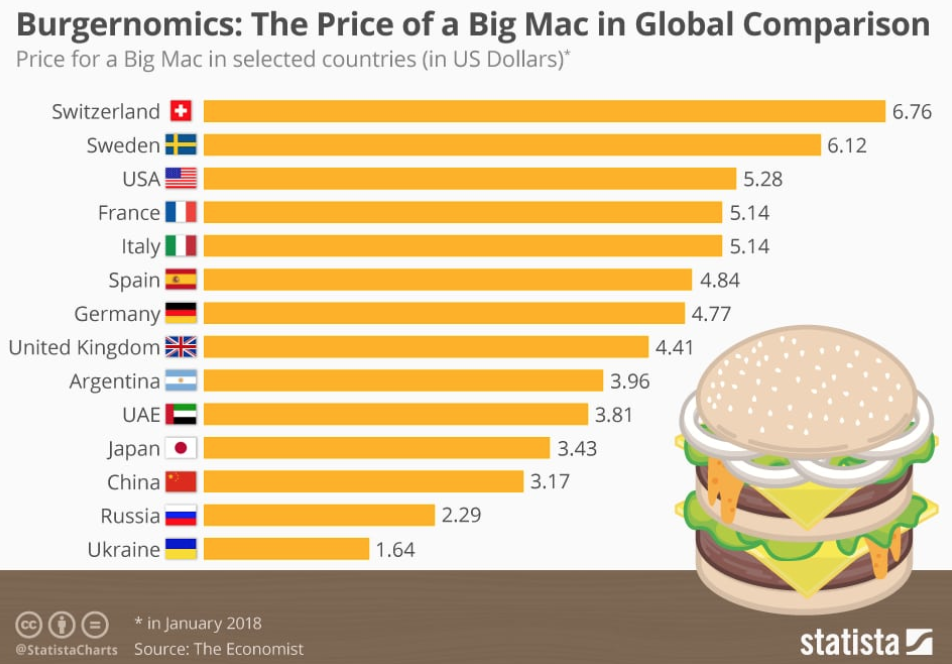 Burgernomics: The Price of a Big Mac in Global Comparison
Price for a Big Mac in selected countries (in US Dollars)*
Switzerland 6.76
Sweden 6.12
USA 5.28
France 5.14
Italy 5.14
Spain 4.84
Germany 4.77
United Kingdom 4.41
Argentina 3.96
UAE 3.81
Japan 3.43
China 3.17
Russia 2.29
Ukraine 1.64
cc
* in January 2018
@StatistaCharts Source: The Economist
statista